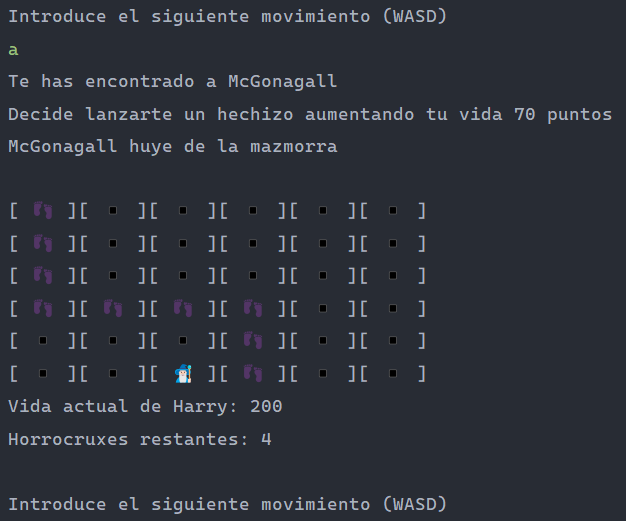 Introduce el siguiente movimiento (WASD)
a
Te has encontrado a McGonagall
Decide lanzarte un hechizo aumentando tu vida 70 puntos
McGonagall huye de la mazmorra
[ 👣 ][ ▪ ][ ▪ ][ ▪ ][ ▪ ][ ▪ ]
[ 👣 ][ ▪ ][ ▪ ][ ▪ ][ ▪ ][ ▪ ]
[ 👣 ][ ▪ ][ ▪ ][ ▪ ][ ▪ ][ ▪ ]
[ 👣 ][ 👣 ][ 👣 ][ 👣 ][ ▪ ][ ▪ ]
[ ▪ ][ ▪ ][ ▪ ][ 👣 ][ ▪ ][ ▪ ]
[ ▪ ][ ▪ ][ 🧙 ][ 👣 ][ ▪ ][ ▪ ]
Vida actual de Harry: 200
Horrocruxes restantes: 4
Introduce el siguiente movimiento (WASD)